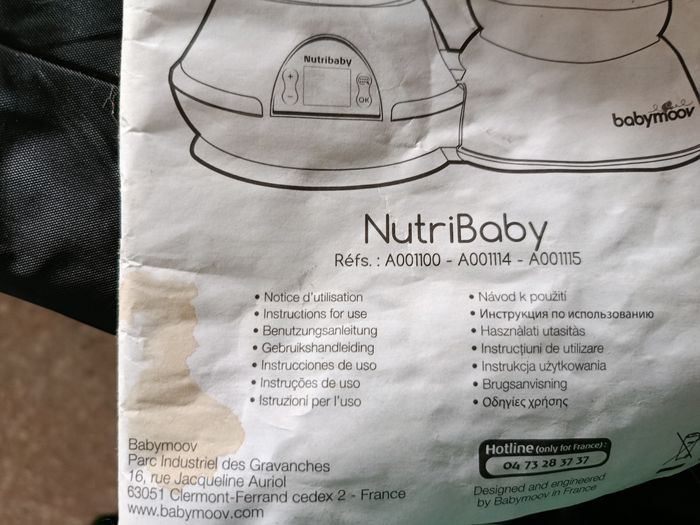 Nutribaby
OK
babymoov
NutriBaby
Réfs. : A001100 - A001114 - A001115
• Notice d'utilisation
• Instructions for use
• Benutzungsanleitung
• Gebruikshandleiding
• Instrucciones de uso
• Instruções de uso
• Istruzioni per l'uso
• Návod k použití
• Инструкция по использованию
• Használati utasítás
• Instrucţiuni de utilizare
• Instrukcja użytkowania
• Brugsanvisning
• Οδηγίες χρήσης
Babymoov
Parc Industriel des Gravanches
16, rue Jacqueline Auriol
63051 Clermont-Ferrand cedex 2 - France
www.babymoov.com
Hotline (only for France) :
04 73 28 37 37
Designed and engineered
by Babymoov in France